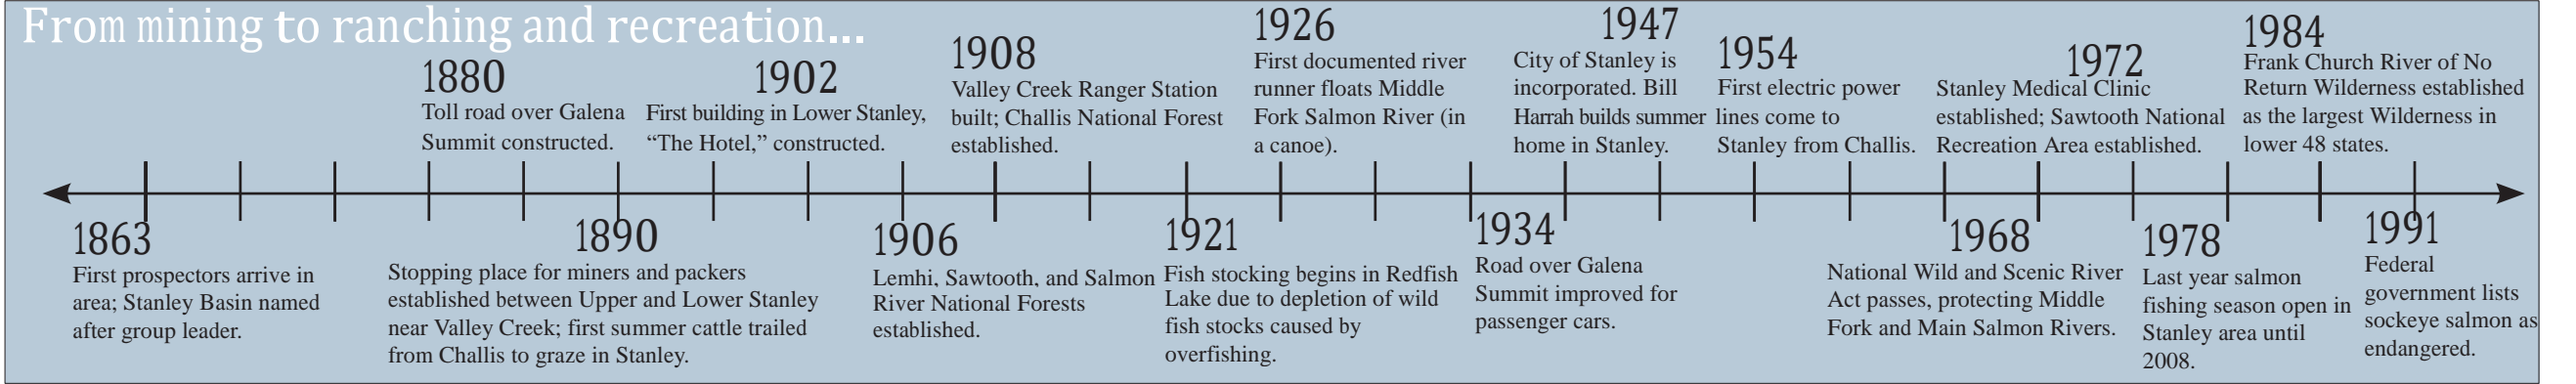 From mining to ranching and recreation...
1880
Toll road over Galena
Summit constructed.
1902
First building in Lower Stanley,
“The Hotel,” constructed.
1908
Valley Creek Ranger Station
built; Challis National Forest
established.
1926
First documented river
runner floats Middle
Fork Salmon River (in
a canoe).
1947
City of Stanley is
incorporated. Bill
Harrah builds summer
home in Stanley.
1954
First electric power
lines come to
Stanley from Challis.
1972
Stanley Medical Clinic
established; Sawtooth National
Recreation Area established.
1984
Frank Church River of No
Return Wilderness established
as the largest Wilderness in
lower 48 states.
1863
First prospectors arrive in
area; Stanley Basin named
after group leader.
1890
Stopping place for miners and packers
established between Upper and Lower Stanley
near Valley Creek; first summer cattle trailed
from Challis to graze in Stanley.
1906
Lemhi, Sawtooth, and Salmon
River National Forests
established.
1921
Fish stocking begins in Redfish
Lake due to depletion of wild
fish stocks caused by
overfishing.
1934
Road over Galena
Summit improved for
passenger cars.
1968
National Wild and Scenic River
Act passes, protecting Middle
Fork and Main Salmon Rivers.
1978
Last year salmon
fishing season open in
Stanley area until
2008.
1991
Federal
government lists
sockeye salmon as
endangered.